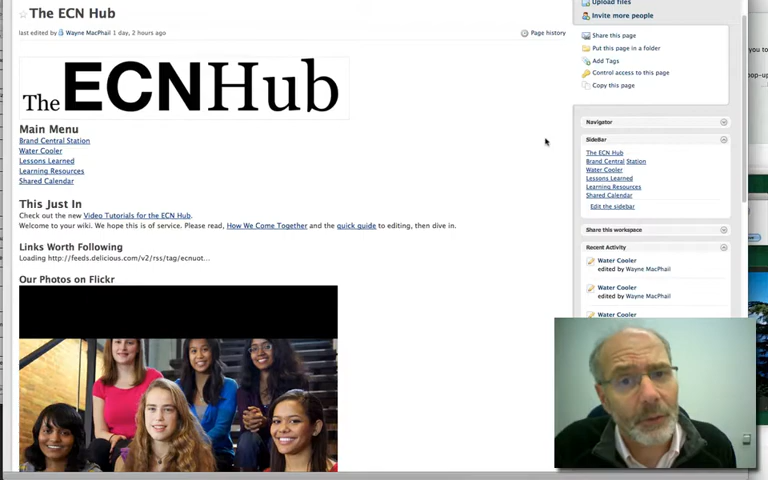 The ECN Hub
last edited by Wayne MacPhail 1 day, 2 hours ago
Page history
The ECNHub
Main Menu
Brand Central Station
Water Cooler
Lessons Learned
Learning Resources
Shared Calendar
This Just In
Check out the new Video Tutorials for the ECN Hub.
Welcome to your wiki. We hope this is of service. Please read, How We Come Together and the quick guide to editing, then dive in.
Links Worth Following
Loading http://feeds.delicious.com/v2/rss/tag/ecnuot...
Our Photos on Flickr
Upload files
Invite more people
Share this page
Put this page in a folder
Add Tags
Control access to this page
Copy this page
Navigator
SideBar
The ECN Hub
Brand Central Station
Water Cooler
Lessons Learned
Learning Resources
Shared Calendar
Edit the sidebar
Share this workspace
Recent Activity
Water Cooler
edited by Wayne MacPhail
Water Cooler
edited by Wayne MacPhail
Water Cooler
you to
pop-up